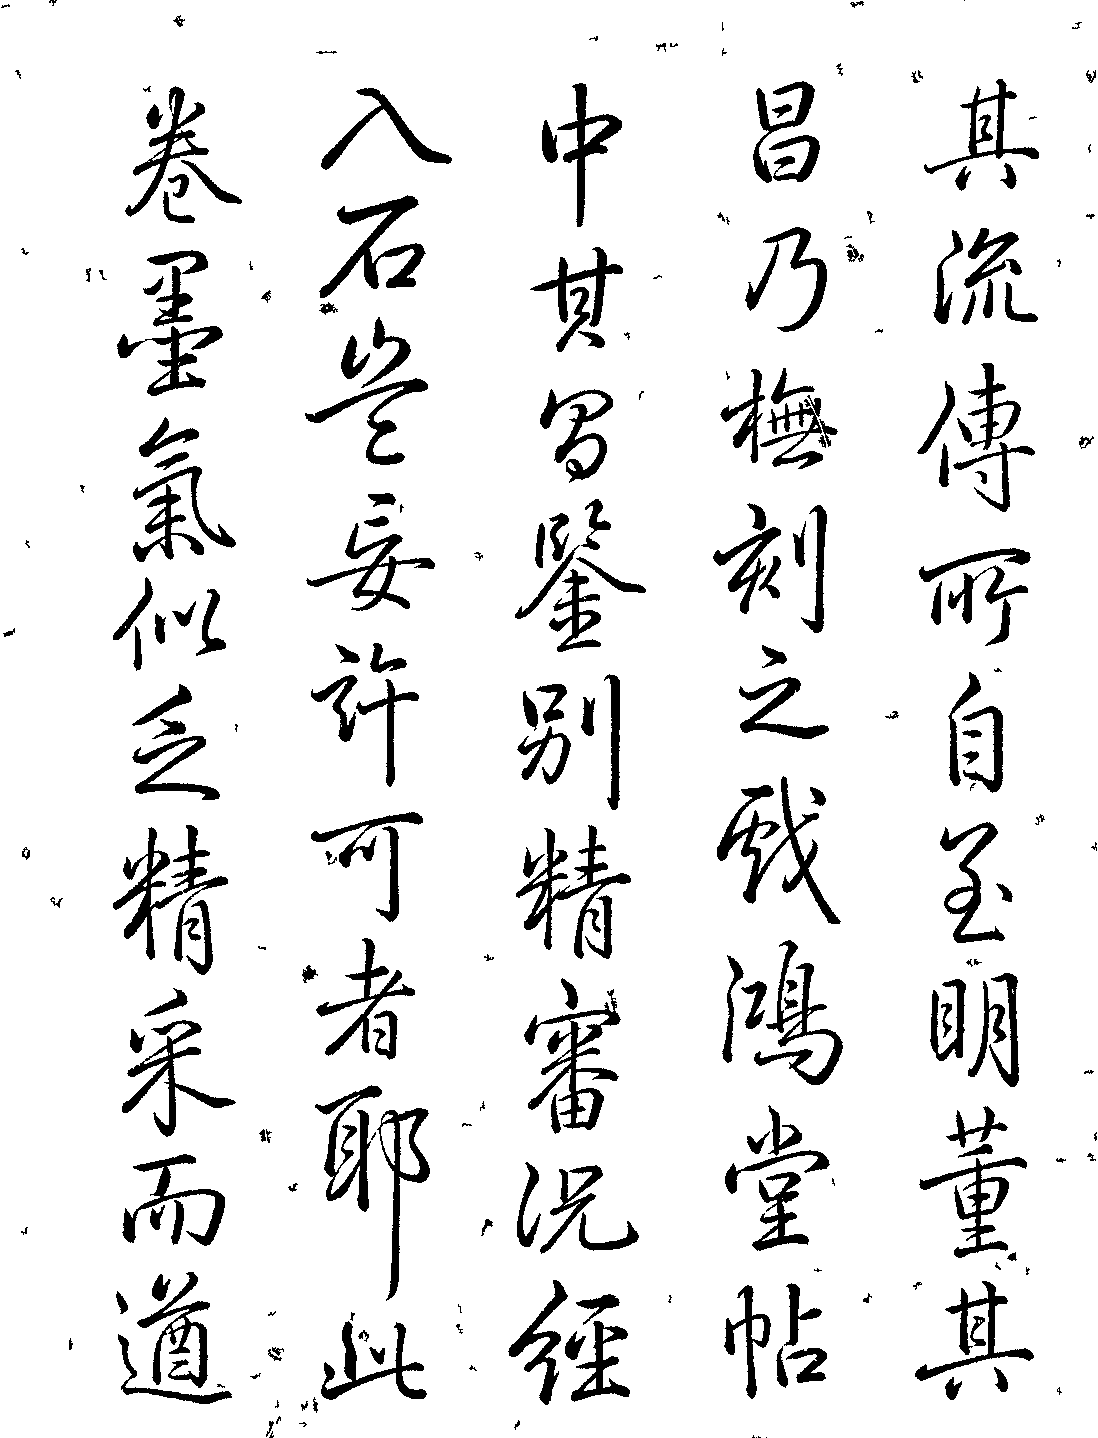 其流傳所自至明董其
昌乃橅刻之戲鴻堂帖
中其昌鑒別精審況經
入石豈妄許可者耶此
卷墨氣似乏精采而遒